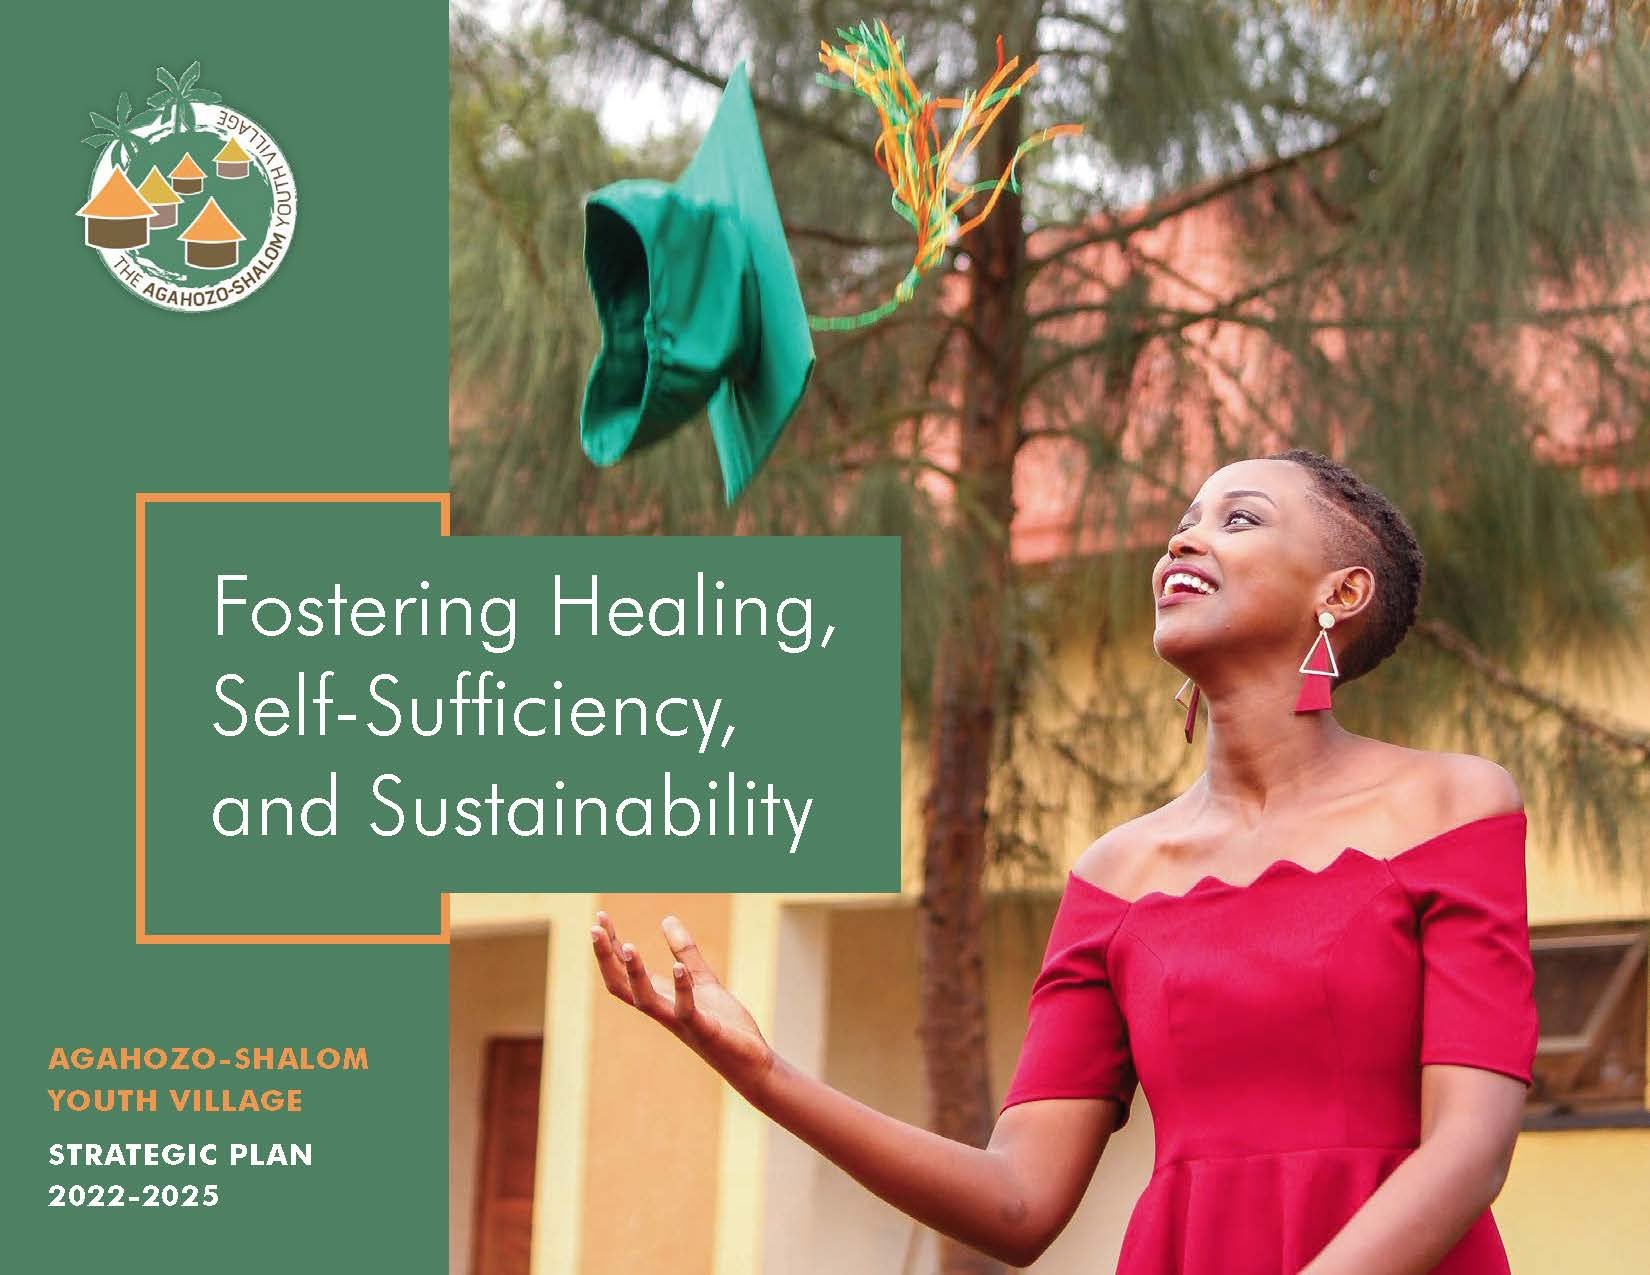 THE AGAHOZO-SHALOM YOUTH VILLAGE
Fostering Healing,
Self-Sufficiency,
and Sustainability
AGAHOZO-SHALOM
YOUTH VILLAGE
STRATEGIC PLAN
2022-2025